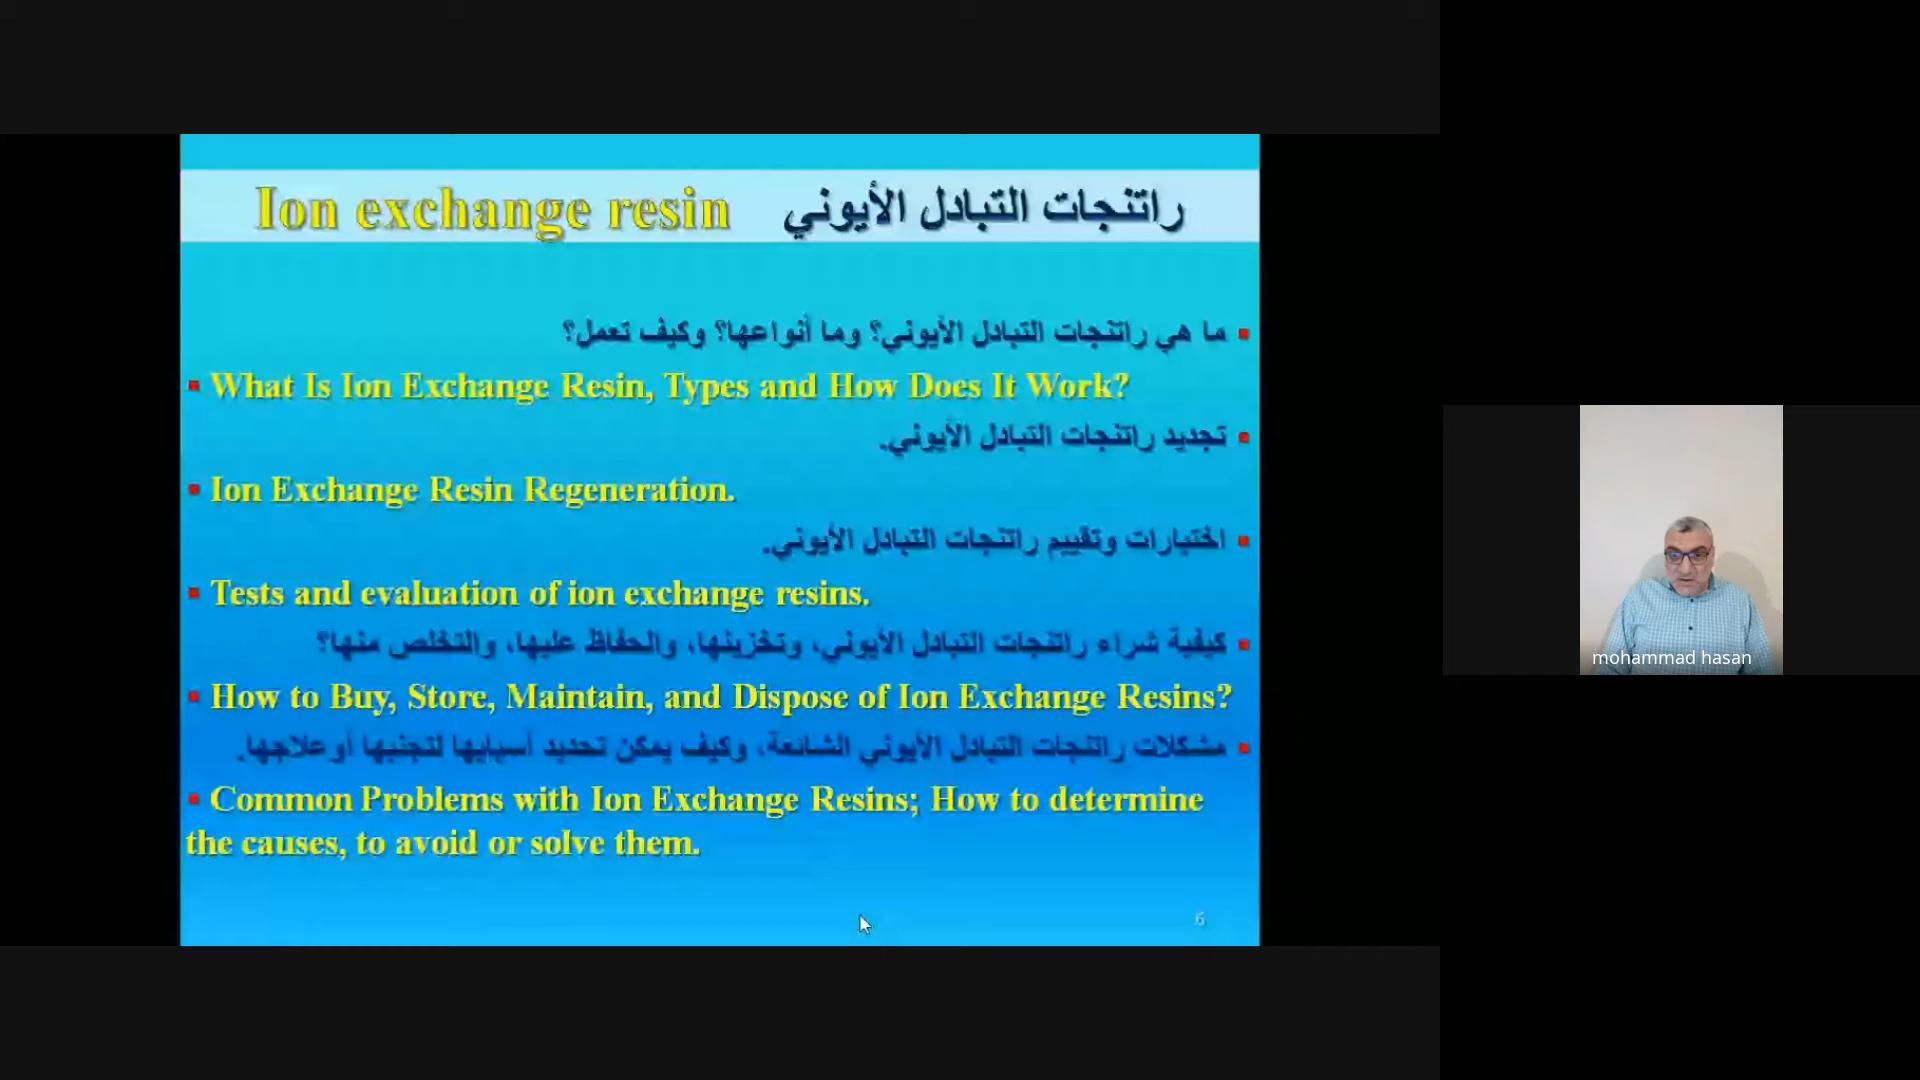 Ion exchange resin راتنجات التبادل الأيوني
ما هي راتنجات التبادل الأيوني؟ وما أنواعها؟ وكيف تعمل؟
What Is Ion Exchange Resin, Types and How Does It Work?
تجديد راتنجات التبادل الأيوني.
Ion Exchange Resin Regeneration.
اختبارات وتقييم راتنجات التبادل الأيوني.
Tests and evaluation of ion exchange resins.
كيفية شراء راتنجات التبادل الأيوني، وتخزينها، والحفاظ عليها، والتخلص منها؟
How to Buy, Store, Maintain, and Dispose of Ion Exchange Resins?
مشكلات راتنجات التبادل الأيوني الشائعة، وكيف يمكن تحديد أسبابها لتجنبها أوعلاجها.
Common Problems with Ion Exchange Resins; How to determine
the causes, to avoid or solve them.
6
mohammad hasan